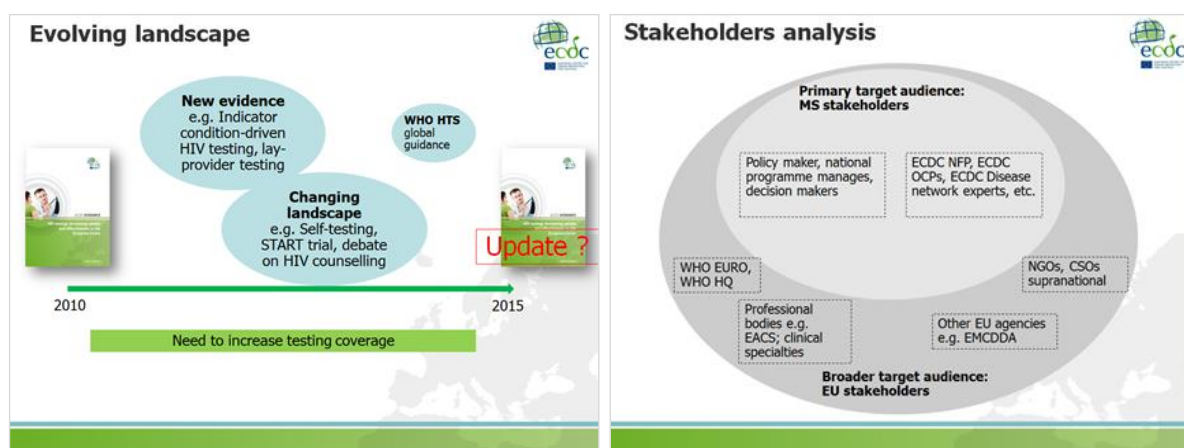 Evolving landscape
ecdc
New evidence
e.g. Indicator
condition-driven
HIV testing, lay-
provider testing
WHO HTS
global
guidance
Changing
landscape
e.g. Self-testing,
START trial, debate
on HIV counselling
Update ?
2010
2015
Need to increase testing coverage
Stakeholders analysis
ecdc
Primary target audience:
MS stakeholders
Policy maker, national
programme manages,
decision makers
ECDC NFP, ECDC
OCPs, ECDC Disease
network experts, etc.
WHO EURO,
WHO HQ
NGOs, CSOs
supranational
Professional
bodies e.g.
EACS; clinical
specialties
Other EU agencies
e.g. EMCDDA
Broader target audience:
EU stakeholders